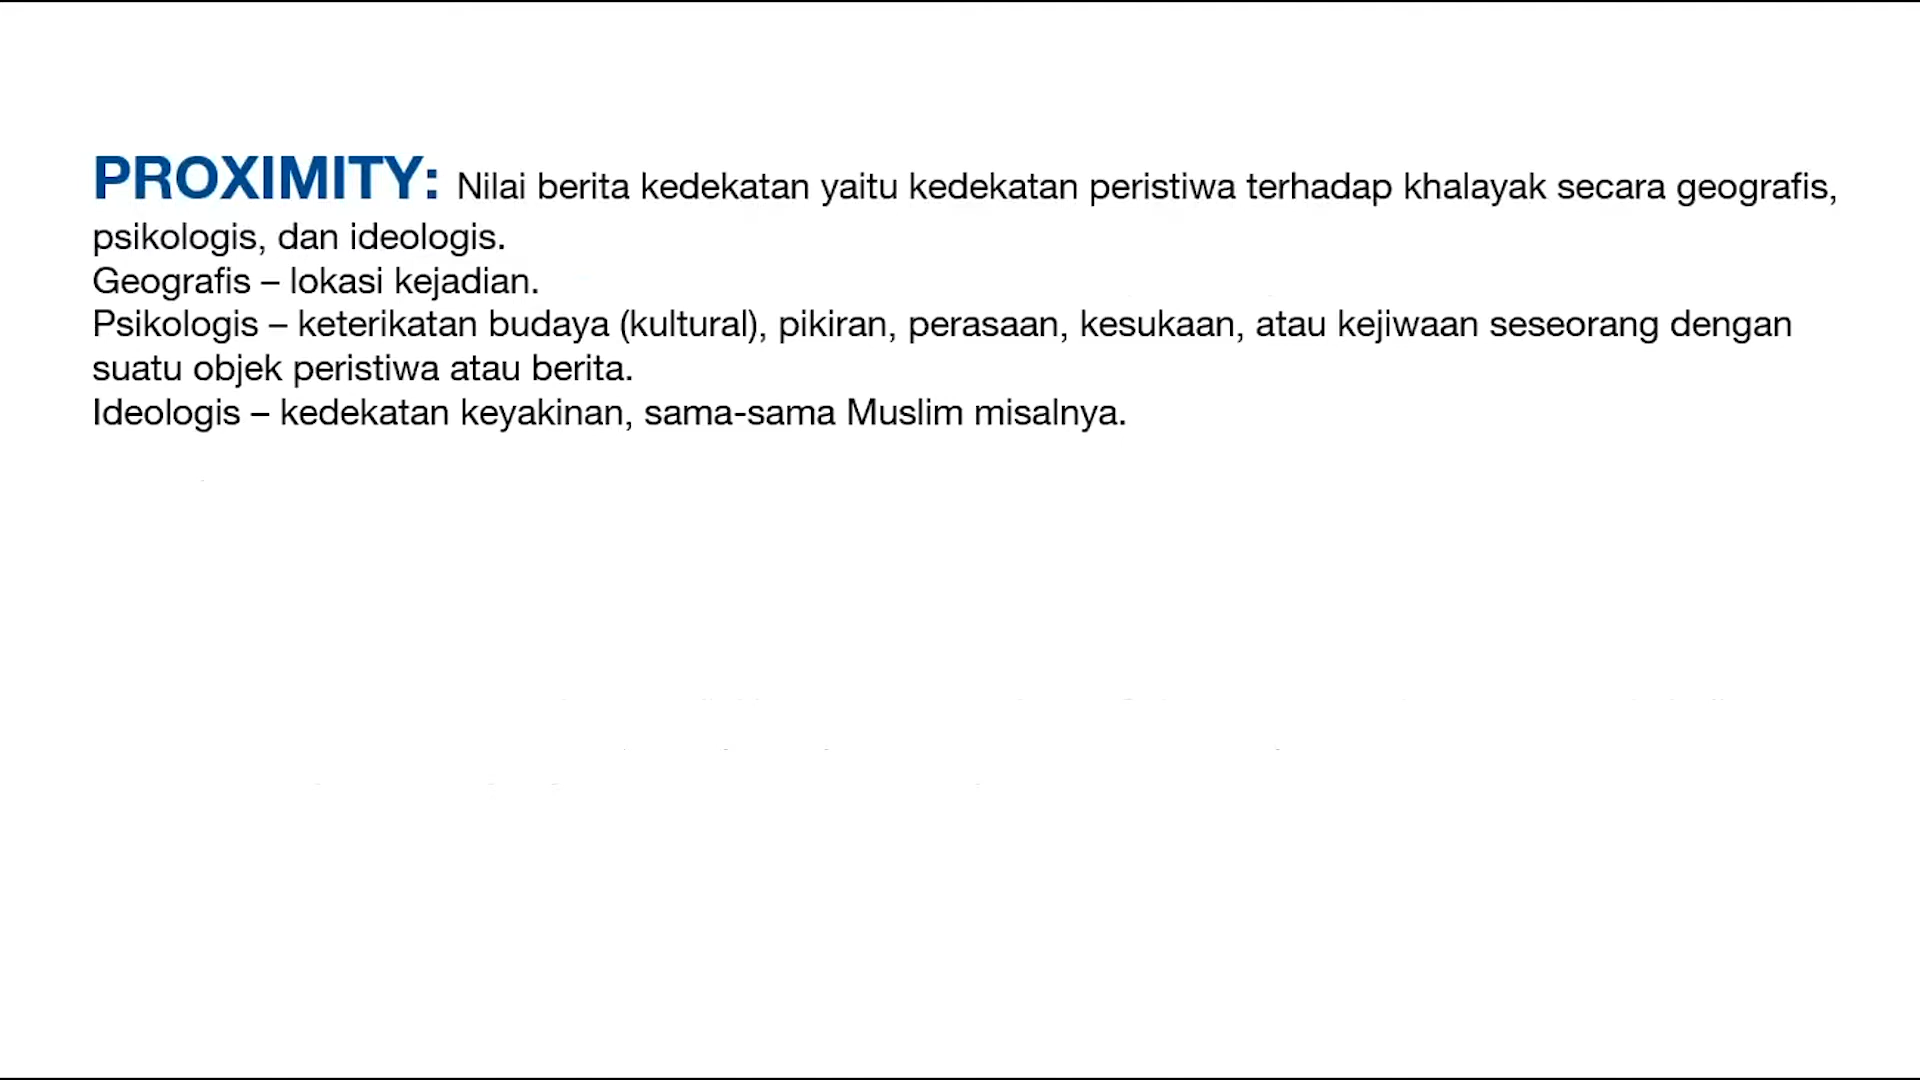 PROXIMITY: Nilai berita kedekatan yaitu kedekatan peristiwa terhadap khalayak secara geografis,
psikologis, dan ideologis.
Geografis – lokasi kejadian.
Psikologis – keterikatan budaya (kultural), pikiran, perasaan, kesukaan, atau kejiwaan seseorang dengan
suatu objek peristiwa atau berita.
Ideologis – kedekatan keyakinan, sama-sama Muslim misalnya.